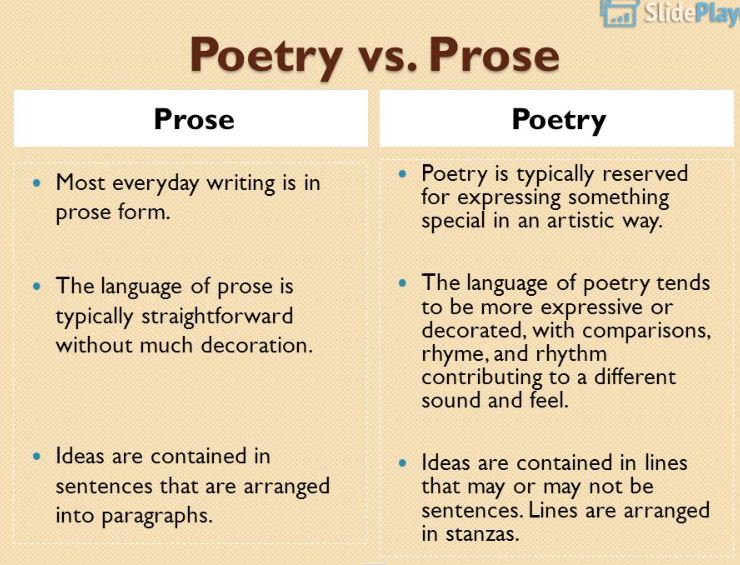 SlidePlay
Poetry vs. Prose
Prose
Most everyday writing is in
prose form.
The language of prose is
typically straightforward
without much decoration.
Ideas are contained in
sentences that are arranged
into paragraphs.
Poetry
Poetry is typically reserved
for expressing something
special in an artistic way.
The language of poetry tends
to be more expressive or
decorated, with comparisons,
rhyme, and rhythm
contributing to a different
sound and feel.
Ideas are contained in lines
that may or may not be
sentences. Lines are arranged
in stanzas.